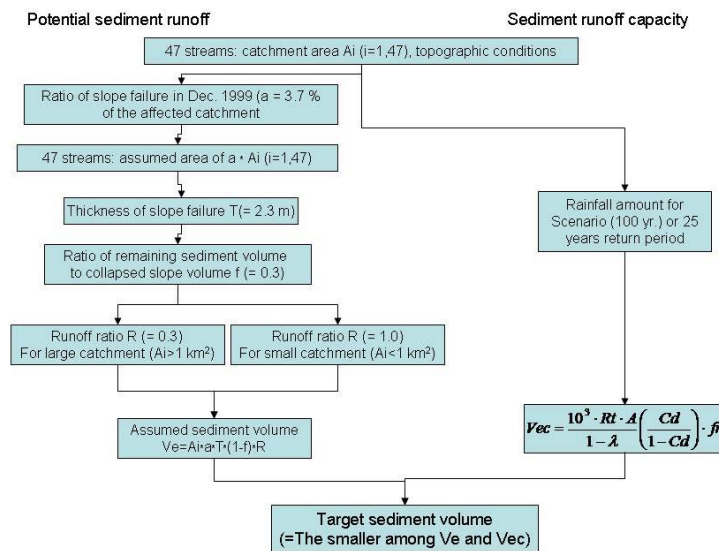 Potential sediment runoff
Sediment runoff capacity
47 streams: catchment area Ai (i=1,47), topographic conditions
Ratio of slope failure in Dec. 1999 (a = 3.7 %
of the affected catchment
47 streams: assumed area of a * Ai (i=1,47)
Thickness of slope failure T(= 2.3 m)
Ratio of remaining sediment volume
to collapsed slope volume f (= 0.3)
Runoff ratio R (= 0.3)
For large catchment (Ai>1 km²)
Runoff ratio R (= 1.0)
For small catchment (Ai<1 km²)
Rainfall amount for
Scenario (100 yr.) or 25
years return period
Assumed sediment volume
Ve=Ai*a*T*(1-f)*R
Vec = 10³ · Rt · A / 1 − λ (Cd / 1 − Cd) ·
Target sediment volume
(=The smaller among Ve and Vec)